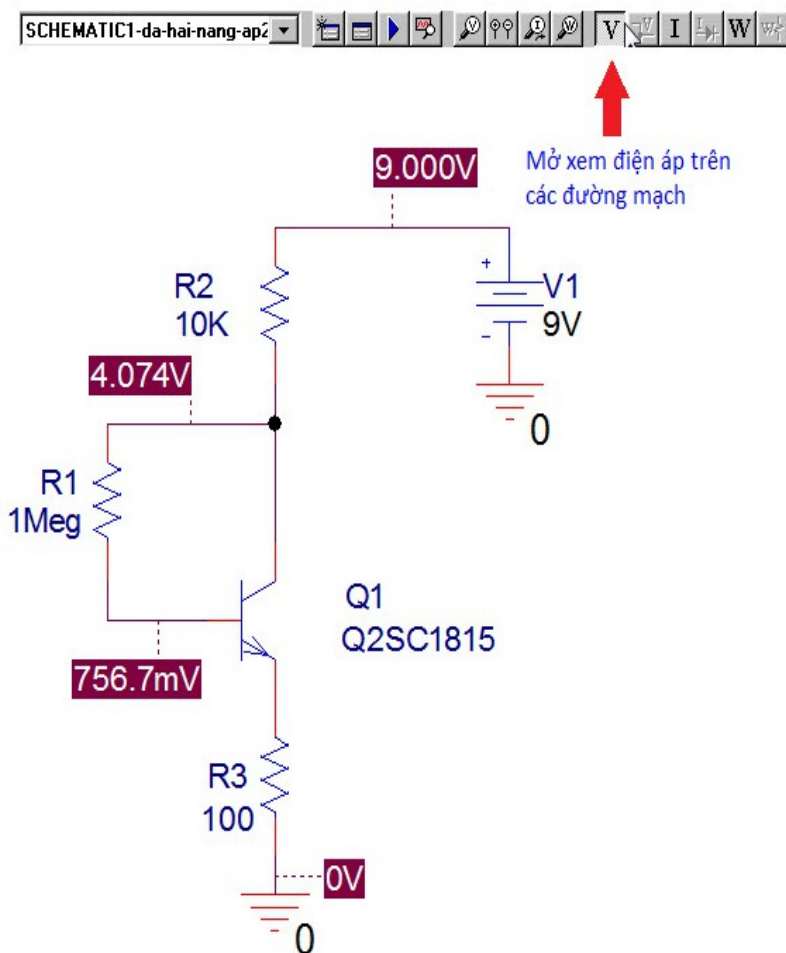 SCHEMATIC1-da-hai-nang-ap2
V I W
Mở xem điện áp trên
các đường mạch
9.000V
R2
10K
+
V1
9V
-
0
4.074V
R1
1Meg
Q1
Q2SC1815
756.7mV
R3
100
0V
0